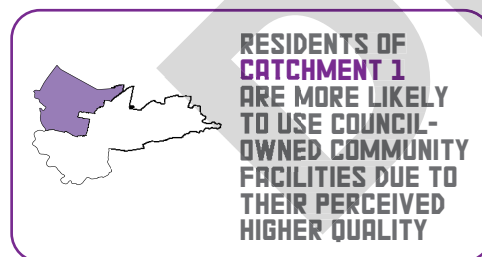 RESIDENTS OF
CATCHMENT 1
ARE MORE LIKELY
TO USE COUNCIL-
OWNED COMMUNITY
FACILITIES DUE TO
THEIR PERCEIVED
HIGHER QUALITY